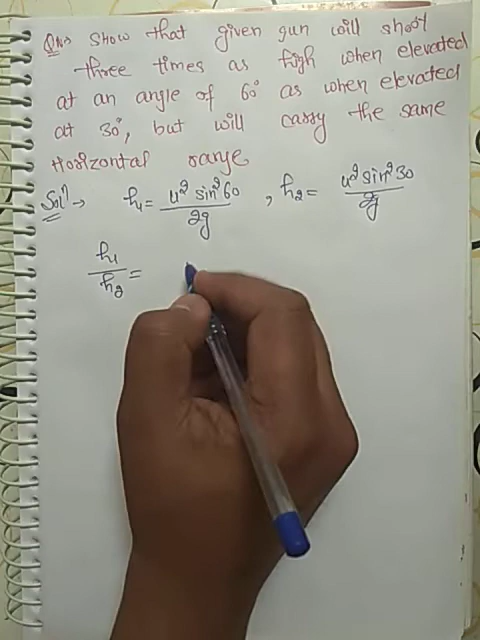 Qn:- Show that given gun will shoot
three times as high when elevated
at an angle of 60° as when elevated
at 30°, but will carry the same
Horizontal range
Solⁿ → h₁ = u² sin² 60 / 2g , h₂ = u² sin² 30 / 2g
h₁ / h₂ =